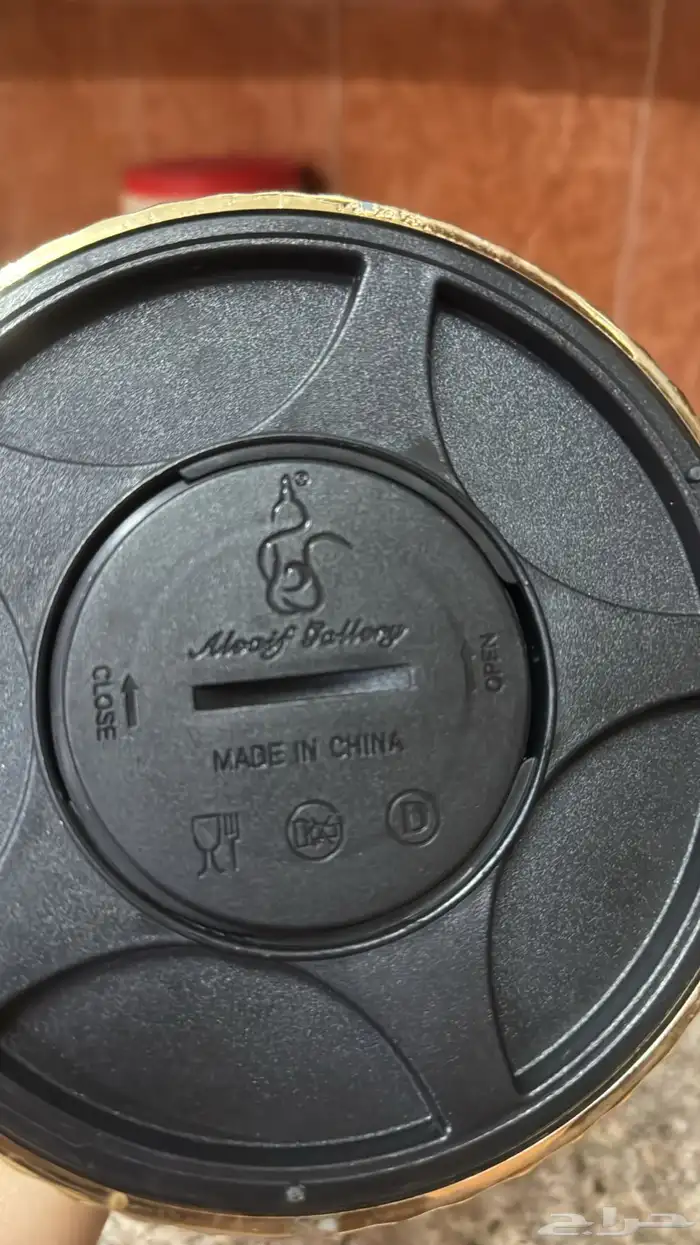 ®
Alsaif Gallery
CLOSE
OPEN
MADE IN CHINA
D
حراج